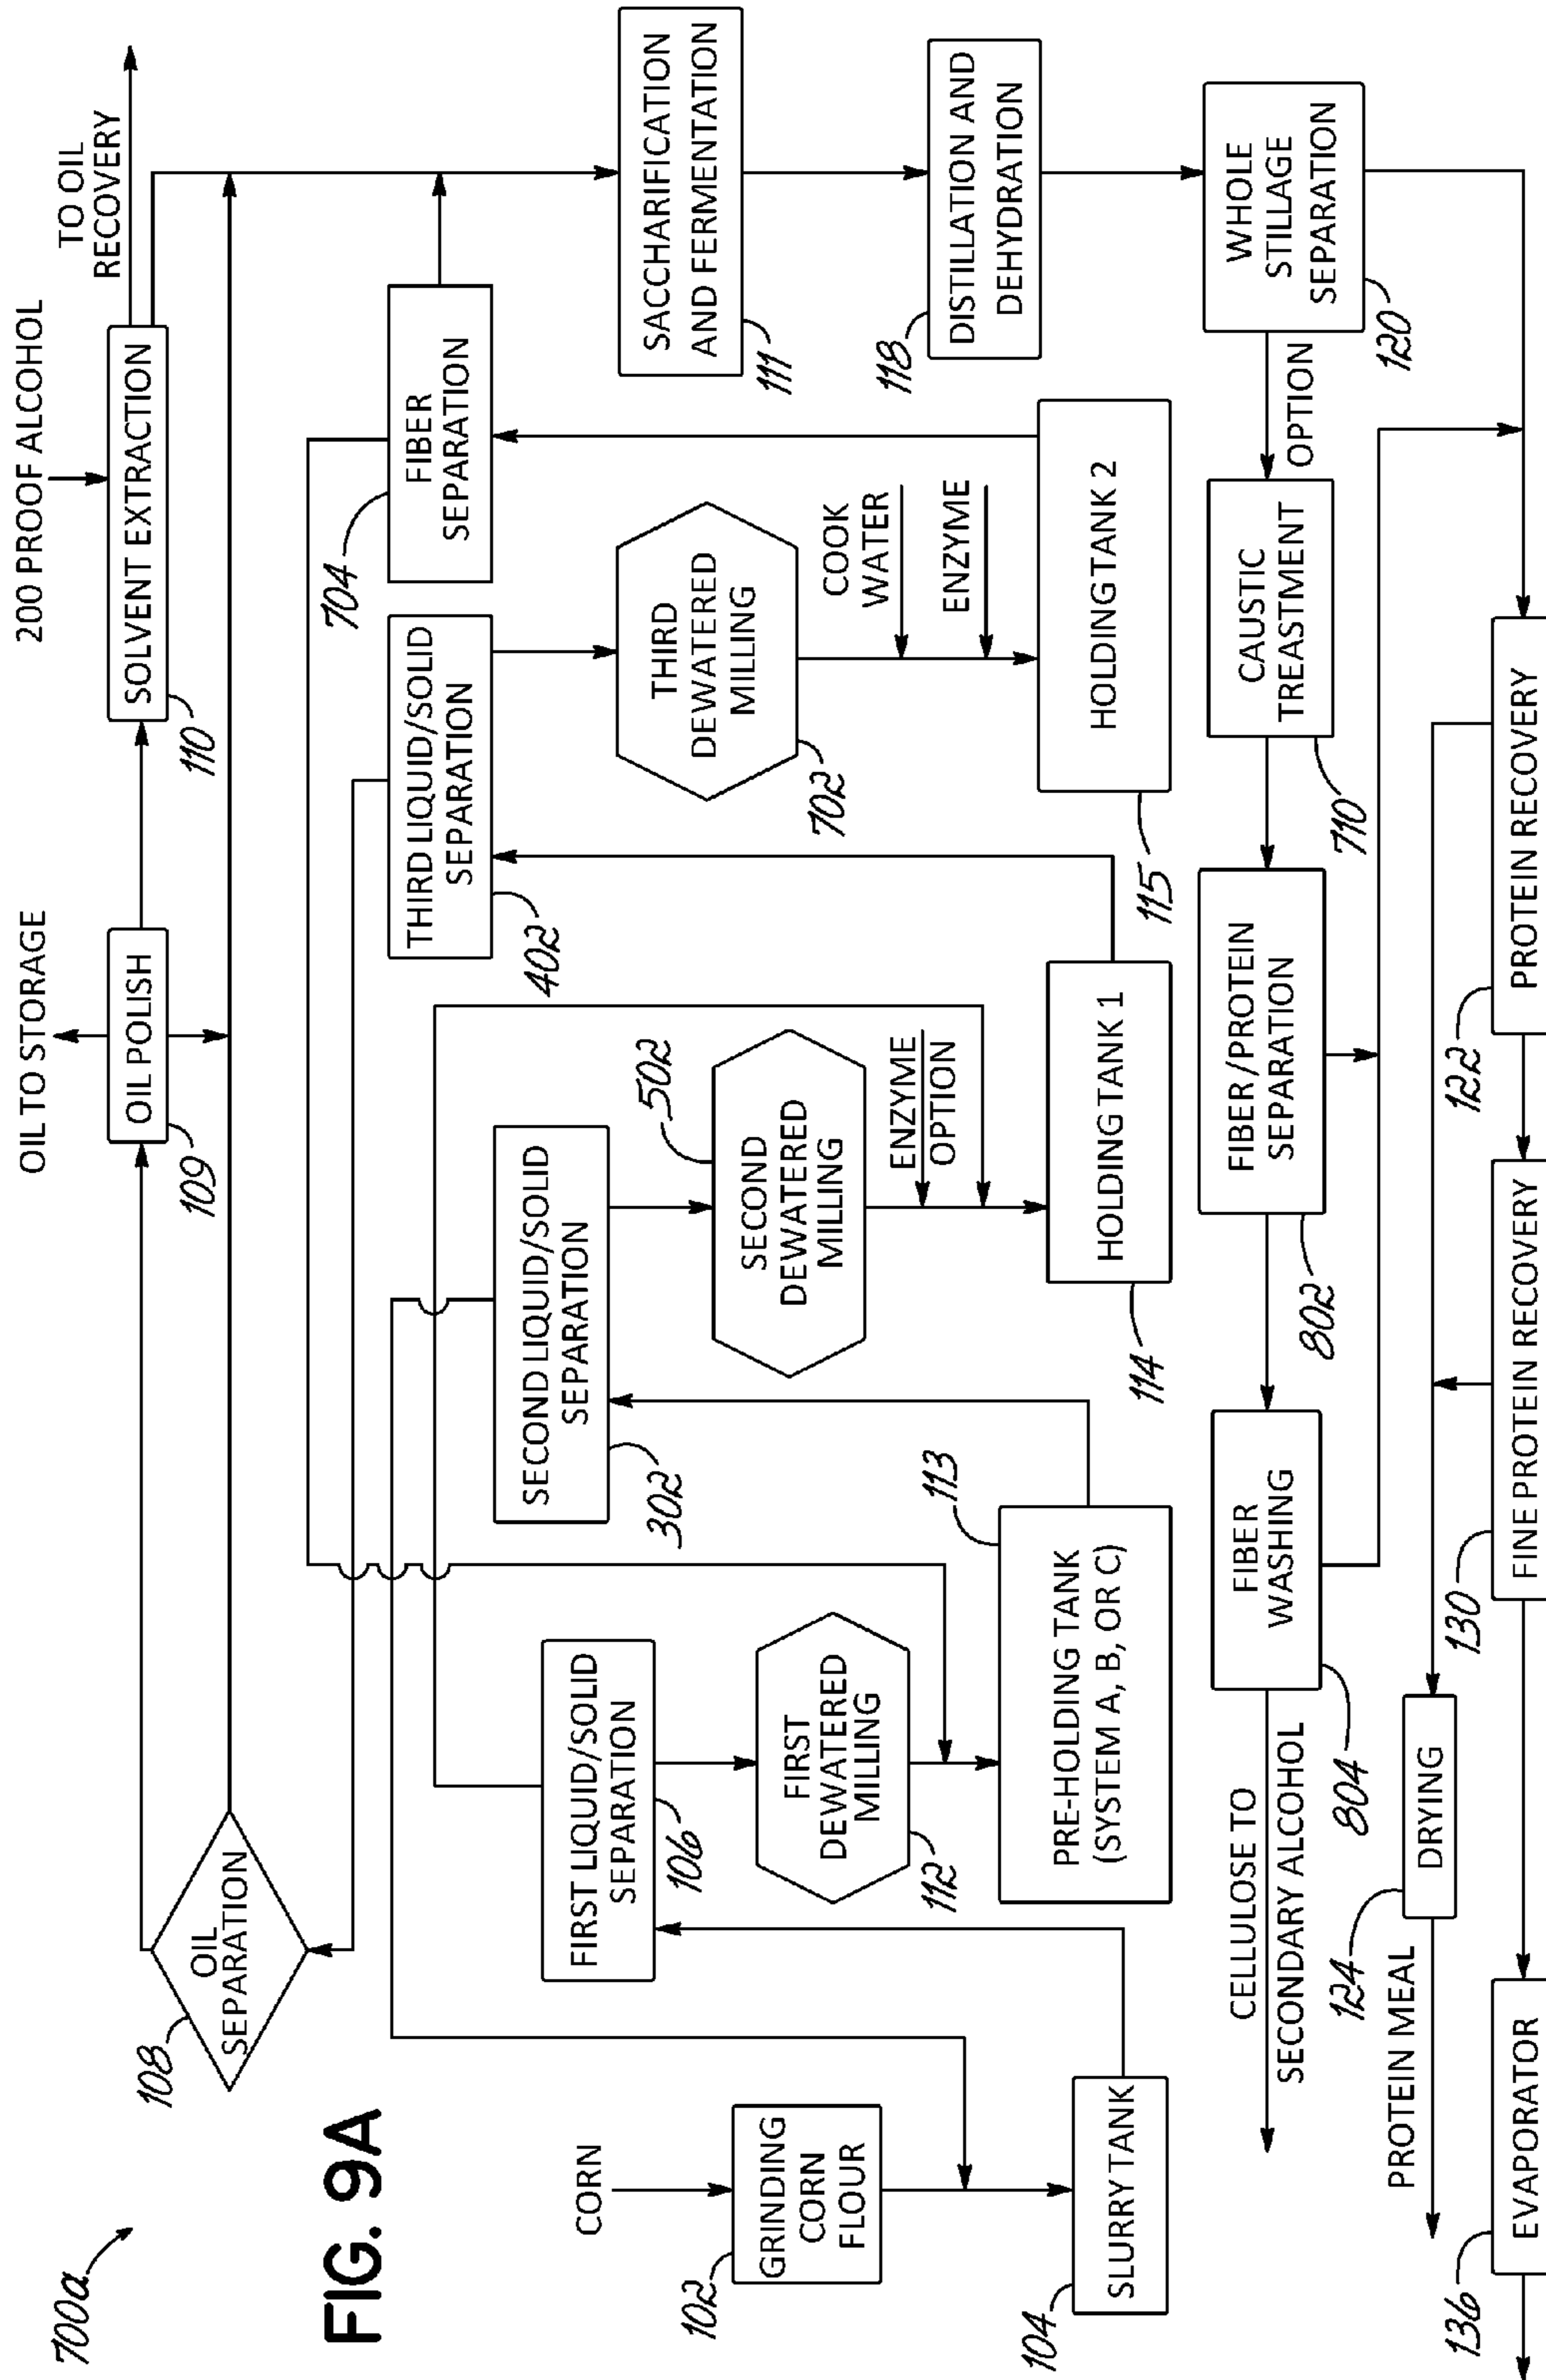 700a
FIG. 9A
108
OIL
SEPARATION
OIL TO STORAGE
OIL POLISH
109
200 PROOF ALCOHOL
SOLVENT EXTRACTION
110
TO OIL
RECOVERY
CORN
102
GRINDING
CORN
FLOUR
104
SLURRY TANK
FIRST LIQUID/SOLID
SEPARATION
106
FIRST
DEWATERED
MILLING
112
113
PRE-HOLDING TANK
(SYSTEM A, B, OR C)
SECOND LIQUID/SOLID
SEPARATION
302
502
SECOND
DEWATERED
MILLING
ENZYME
OPTION
HOLDING TANK 1
114
THIRD LIQUID/SOLID
SEPARATION
402
THIRD
DEWATERED
MILLING
702
COOK
WATER
ENZYME
HOLDING TANK 2
115
704
FIBER
SEPARATION
SACCHARIFICATION
AND FERMENTATION
111
118
DISTILLATION AND
DEHYDRATION
WHOLE
STILLAGE
SEPARATION
120
OPTION
CAUSTIC
TREASTMENT
710
FIBER/PROTEIN
SEPARATION
802
FIBER
WASHING
804
CELLULOSE TO
SECONDARY ALCOHOL
124
DRYING
PROTEIN MEAL
122
PROTEIN RECOVERY
130
FINE PROTEIN RECOVERY
136
EVAPORATOR